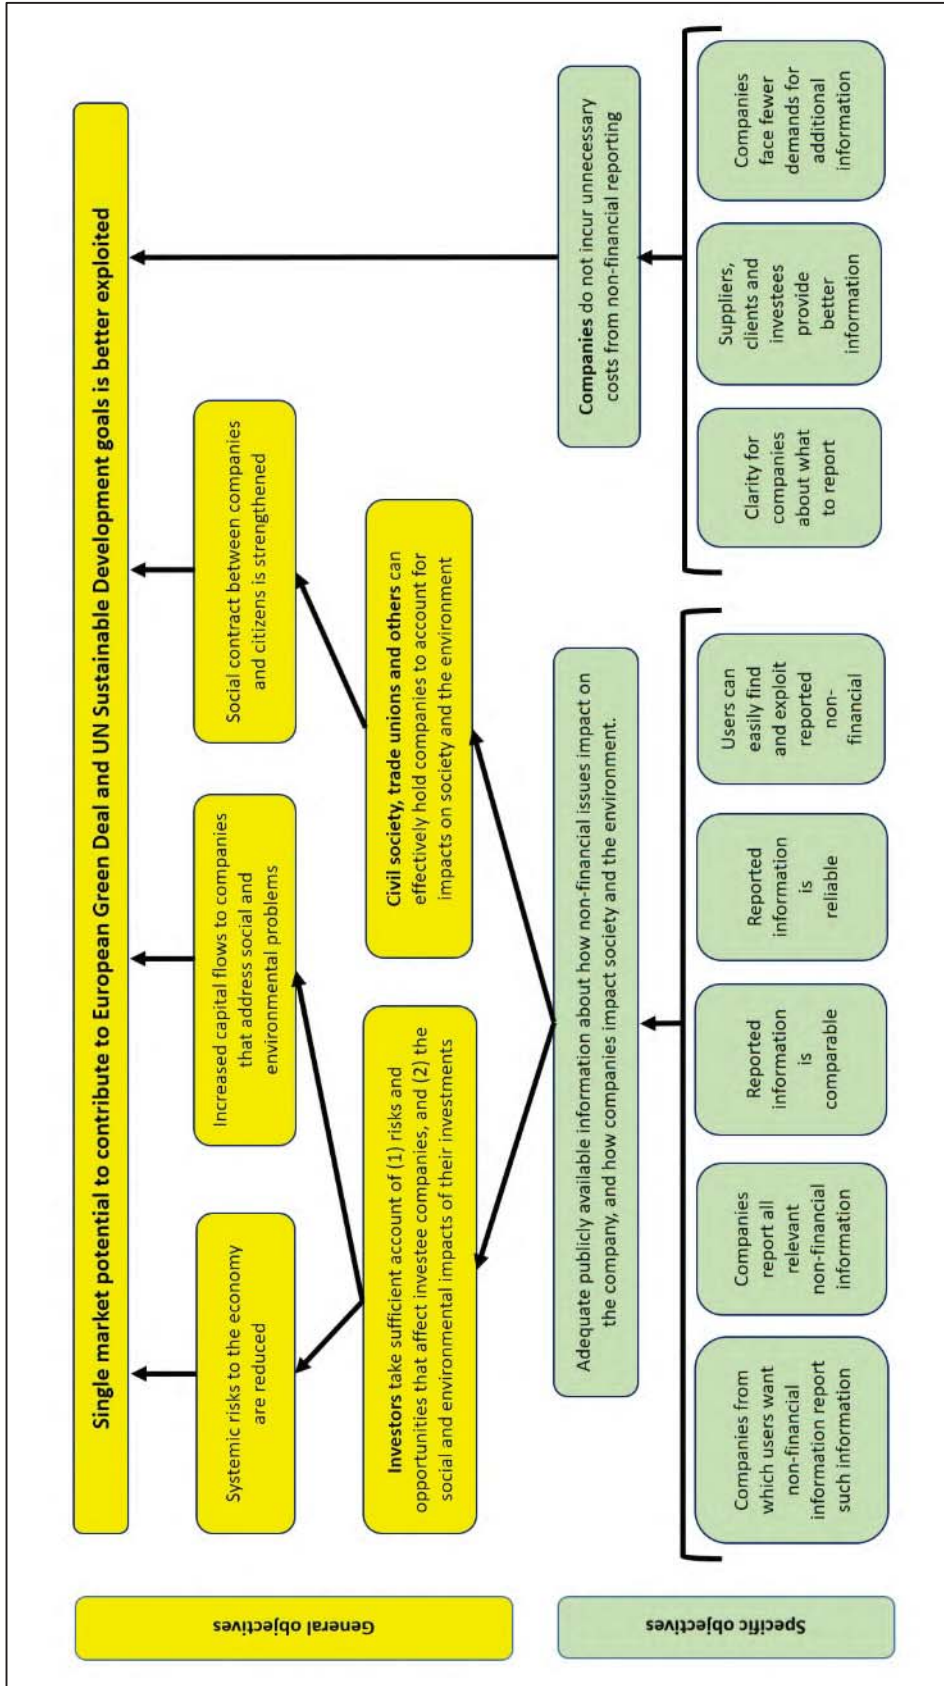 Single market potential to contribute to European Green Deal and UN Sustainable Development goals is better exploited
General objectives
Systemic risks to the economy
are reduced
Increased capital flows to companies
that address social and
environmental problems
Social contract between companies
and citizens is strengthened
Investors take sufficient account of (1) risks and
opportunities that affect investee companies, and (2) the
social and environmental impacts of their investments
Civil society, trade unions and others can
effectively hold companies to account for
impacts on society and the environment
Specific objectives
Adequate publicly available information about how non-financial issues impact on
the company, and how companies impact society and the environment.
Companies do not incur unnecessary
costs from non-financial reporting
Companies from
which users want
non-financial
information report
such information
Companies
report all
relevant
non-financial
information
Reported
information
is
comparable
Reported
information
is
reliable
Users can
easily find
and exploit
reported
non-
financial
Clarity for
companies
about what
to report
Suppliers,
clients and
investees
provide
better
information
Companies
face fewer
demands for
additional
information